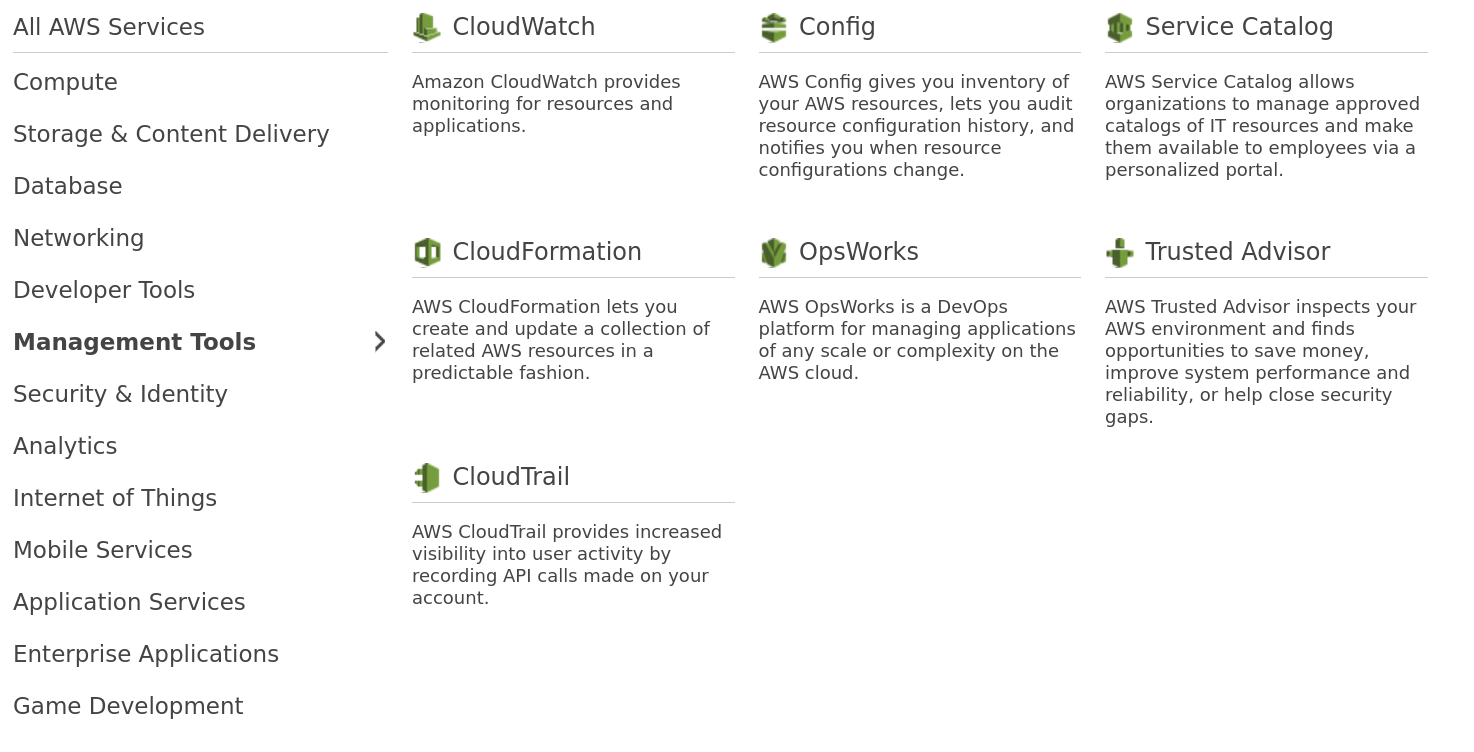 All AWS Services
Compute
Storage & Content Delivery
Database
Networking
Developer Tools
Management Tools
Security & Identity
Analytics
Internet of Things
Mobile Services
Application Services
Enterprise Applications
Game Development
CloudWatch
Amazon CloudWatch provides
monitoring for resources and
applications.
Config
AWS Config gives you inventory of
your AWS resources, lets you audit
resource configuration history, and
notifies you when resource
configurations change.
Service Catalog
AWS Service Catalog allows
organizations to manage approved
catalogs of IT resources and make
them available to employees via a
personalized portal.
CloudFormation
AWS CloudFormation lets you
create and update a collection of
related AWS resources in a
predictable fashion.
OpsWorks
AWS OpsWorks is a DevOps
platform for managing applications
of any scale or complexity on the
AWS cloud.
Trusted Advisor
AWS Trusted Advisor inspects your
AWS environment and finds
opportunities to save money,
improve system performance and
reliability, or help close security
gaps.
CloudTrail
AWS CloudTrail provides increased
visibility into user activity by
recording API calls made on your
account.